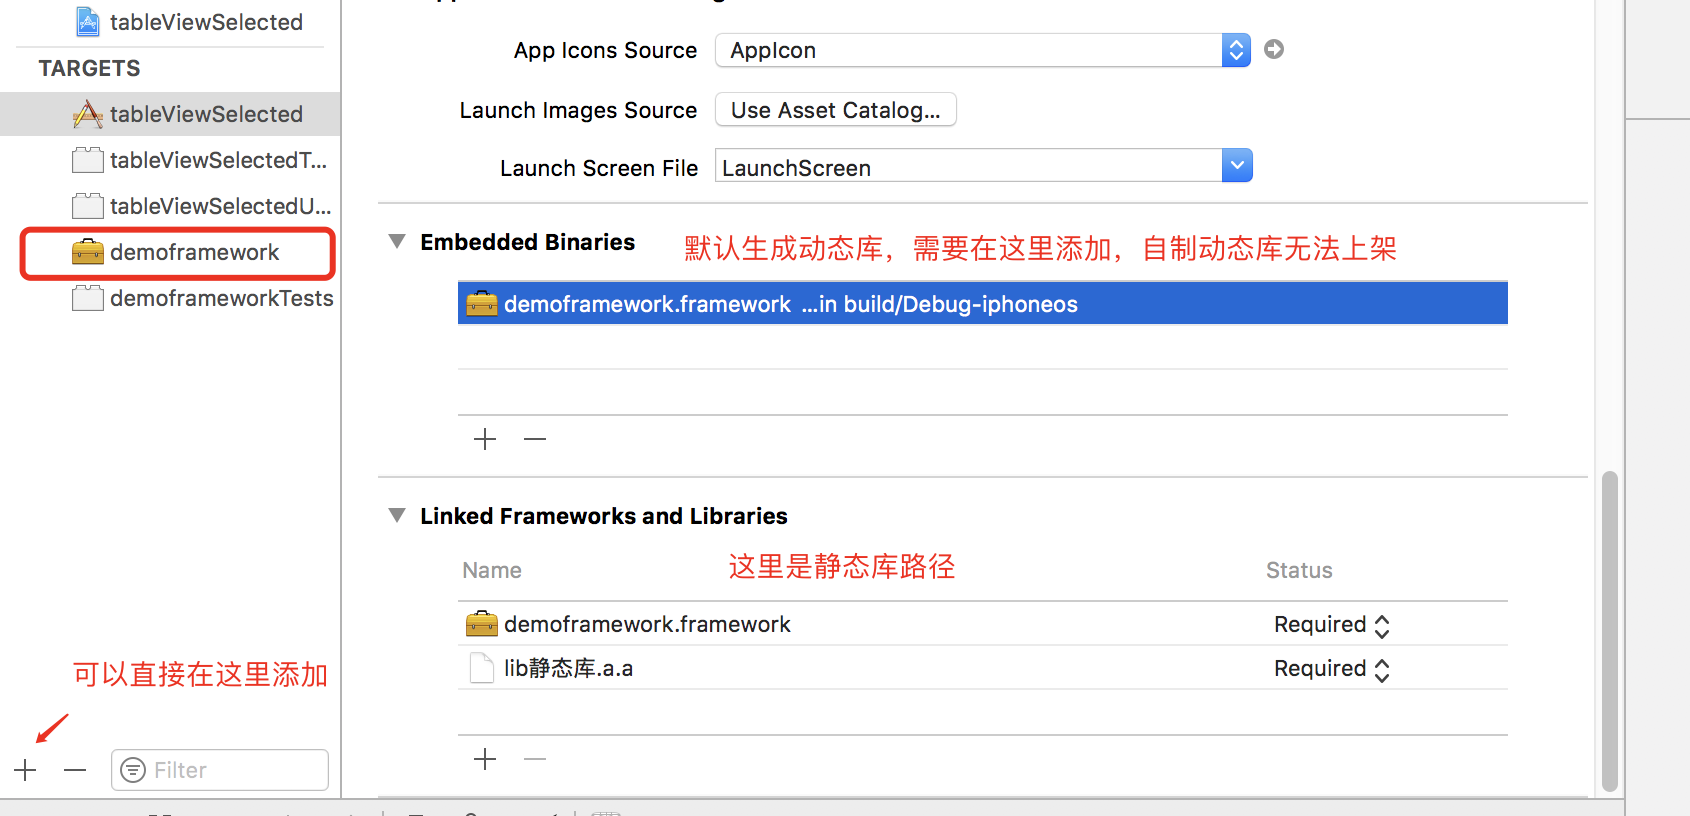 tableViewSelected
TARGETS
tableViewSelected
tableViewSelectedT...
tableViewSelectedU...
demoframework
demoframeworkTests
可以直接在这里添加
Filter
App Icons Source
AppIcon
Launch Images Source
Use Asset Catalog...
Launch Screen File
LaunchScreen
Embedded Binaries
默认生成动态库，需要在这里添加，自制动态库无法上架
demoframework.framework ...in build/Debug-iphoneos
Linked Frameworks and Libraries
这里是静态库路径
Name Status
demoframework.framework Required
lib静态库.a.a Required